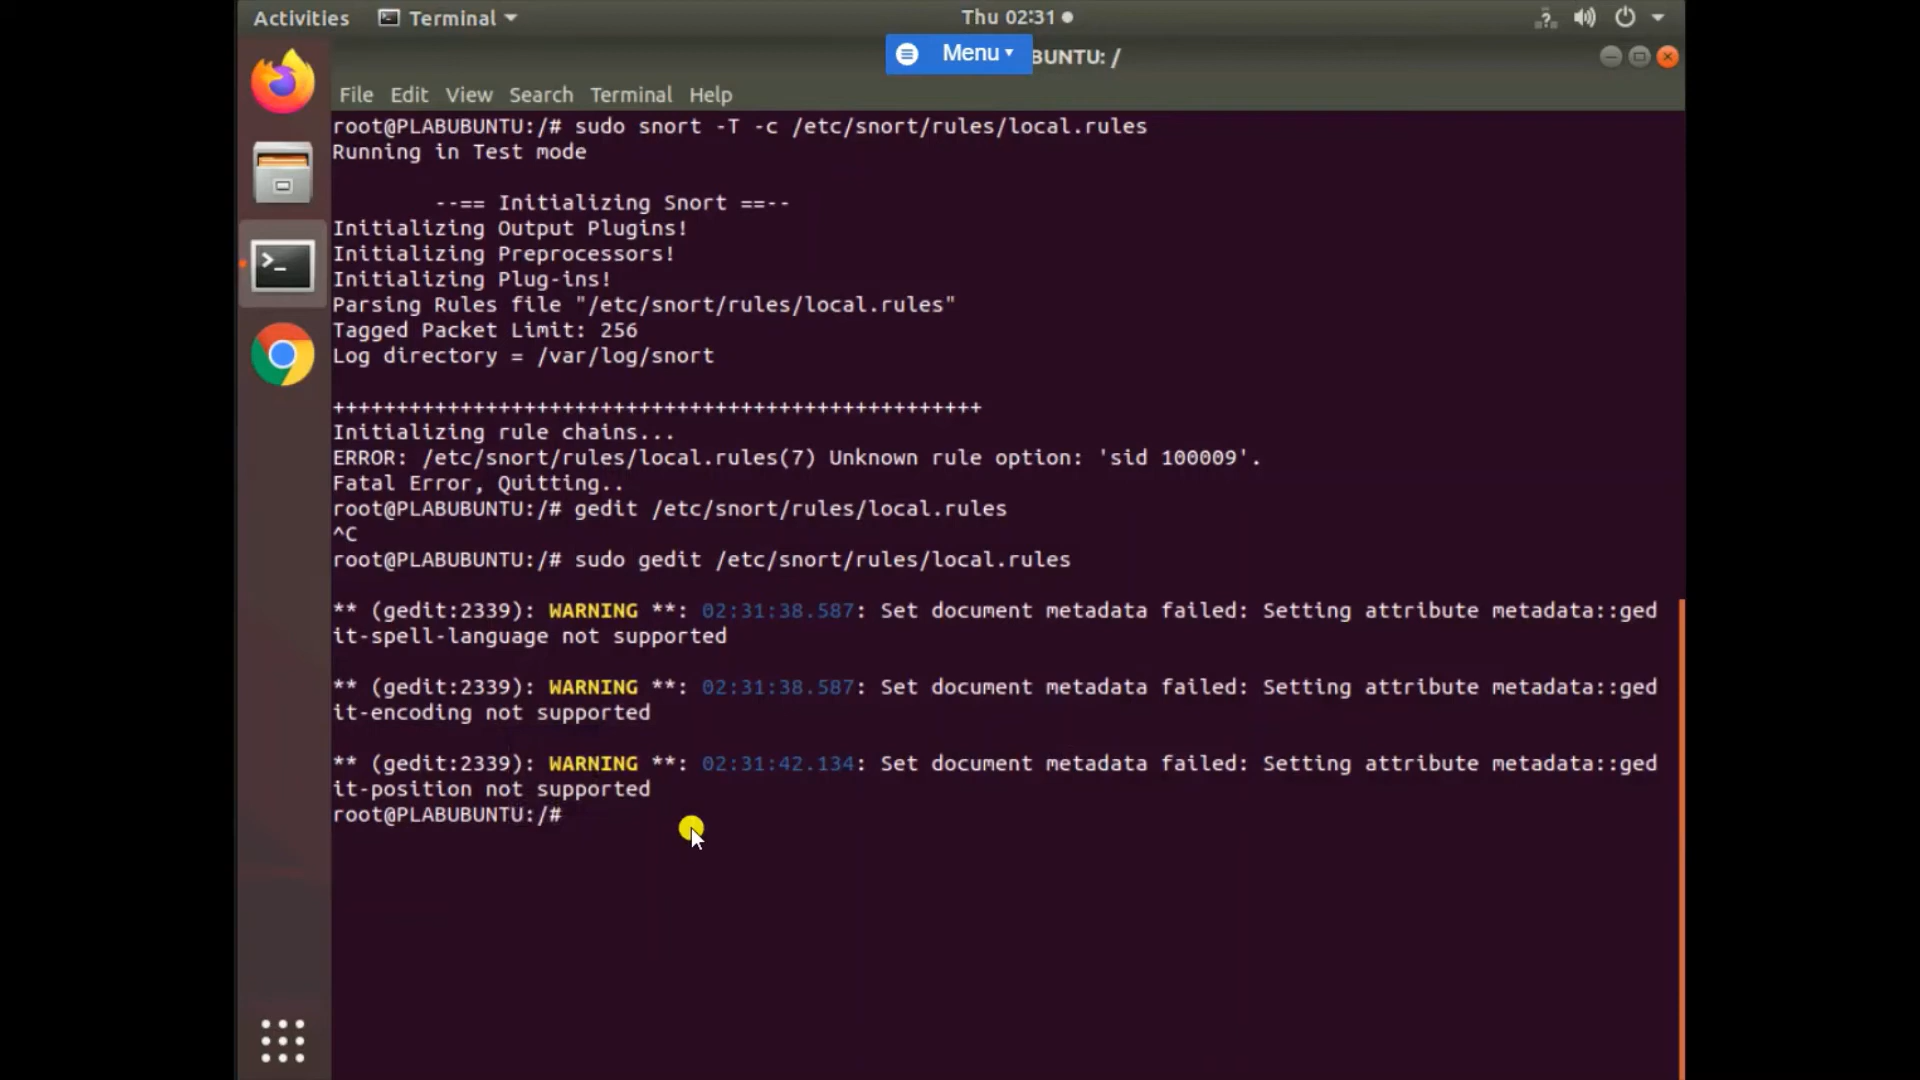 Activities Terminal Thu 02:31
Menu BUNTU: /
File Edit View Search Terminal Help
root@PLABUBUNTU:/# sudo snort -T -c /etc/snort/rules/local.rules
Running in Test mode
--== Initializing Snort ==--
Initializing Output Plugins!
Initializing Preprocessors!
Initializing Plug-ins!
Parsing Rules file "/etc/snort/rules/local.rules"
Tagged Packet Limit: 256
Log directory = /var/log/snort
+++++++++++++++++++++++++++++++++++++++++++++++++++
Initializing rule chains...
ERROR: /etc/snort/rules/local.rules(7) Unknown rule option: 'sid 100009'.
Fatal Error, Quitting..
root@PLABUBUNTU:/# gedit /etc/snort/rules/local.rules
^C
root@PLABUBUNTU:/# sudo gedit /etc/snort/rules/local.rules
** (gedit:2339): WARNING **: 02:31:38.587: Set document metadata failed: Setting attribute metadata::ged
it-spell-language not supported
** (gedit:2339): WARNING **: 02:31:38.587: Set document metadata failed: Setting attribute metadata::ged
it-encoding not supported
** (gedit:2339): WARNING **: 02:31:42.134: Set document metadata failed: Setting attribute metadata::ged
it-position not supported
root@PLABUBUNTU:/#